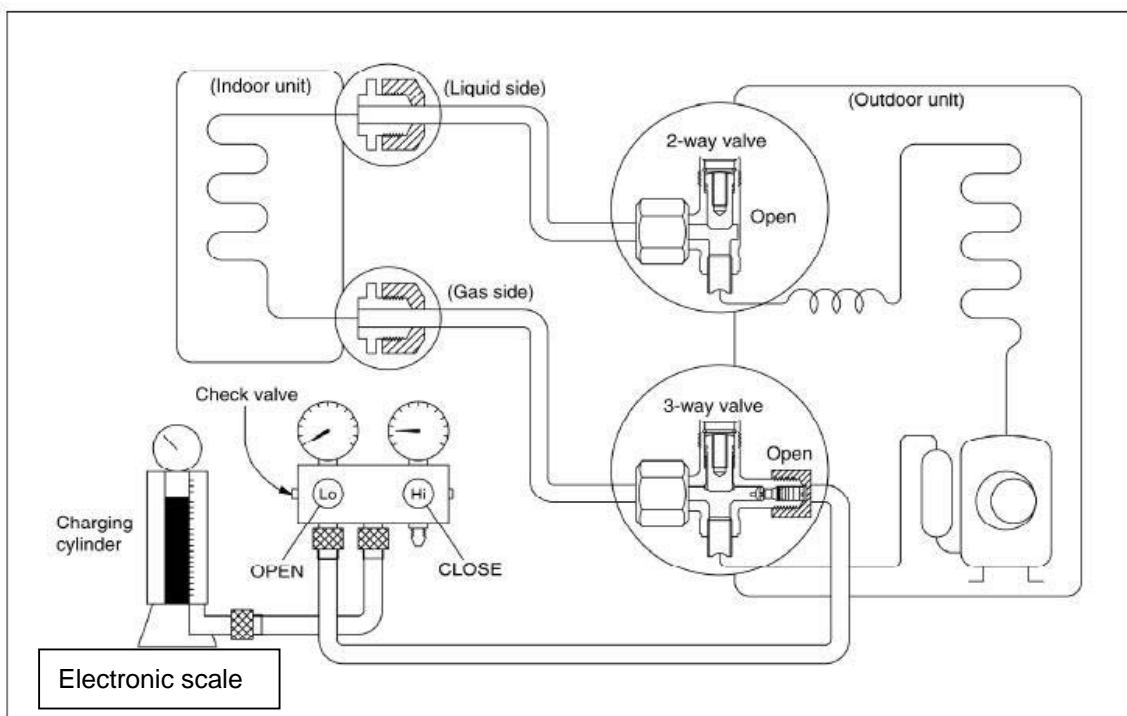 (Indoor unit)
(Liquid side)
(Outdoor unit)
2-way valve
Open
(Gas side)
3-way valve
Open
Check valve
Lo
Hi
Charging
cylinder
OPEN
CLOSE
Electronic scale